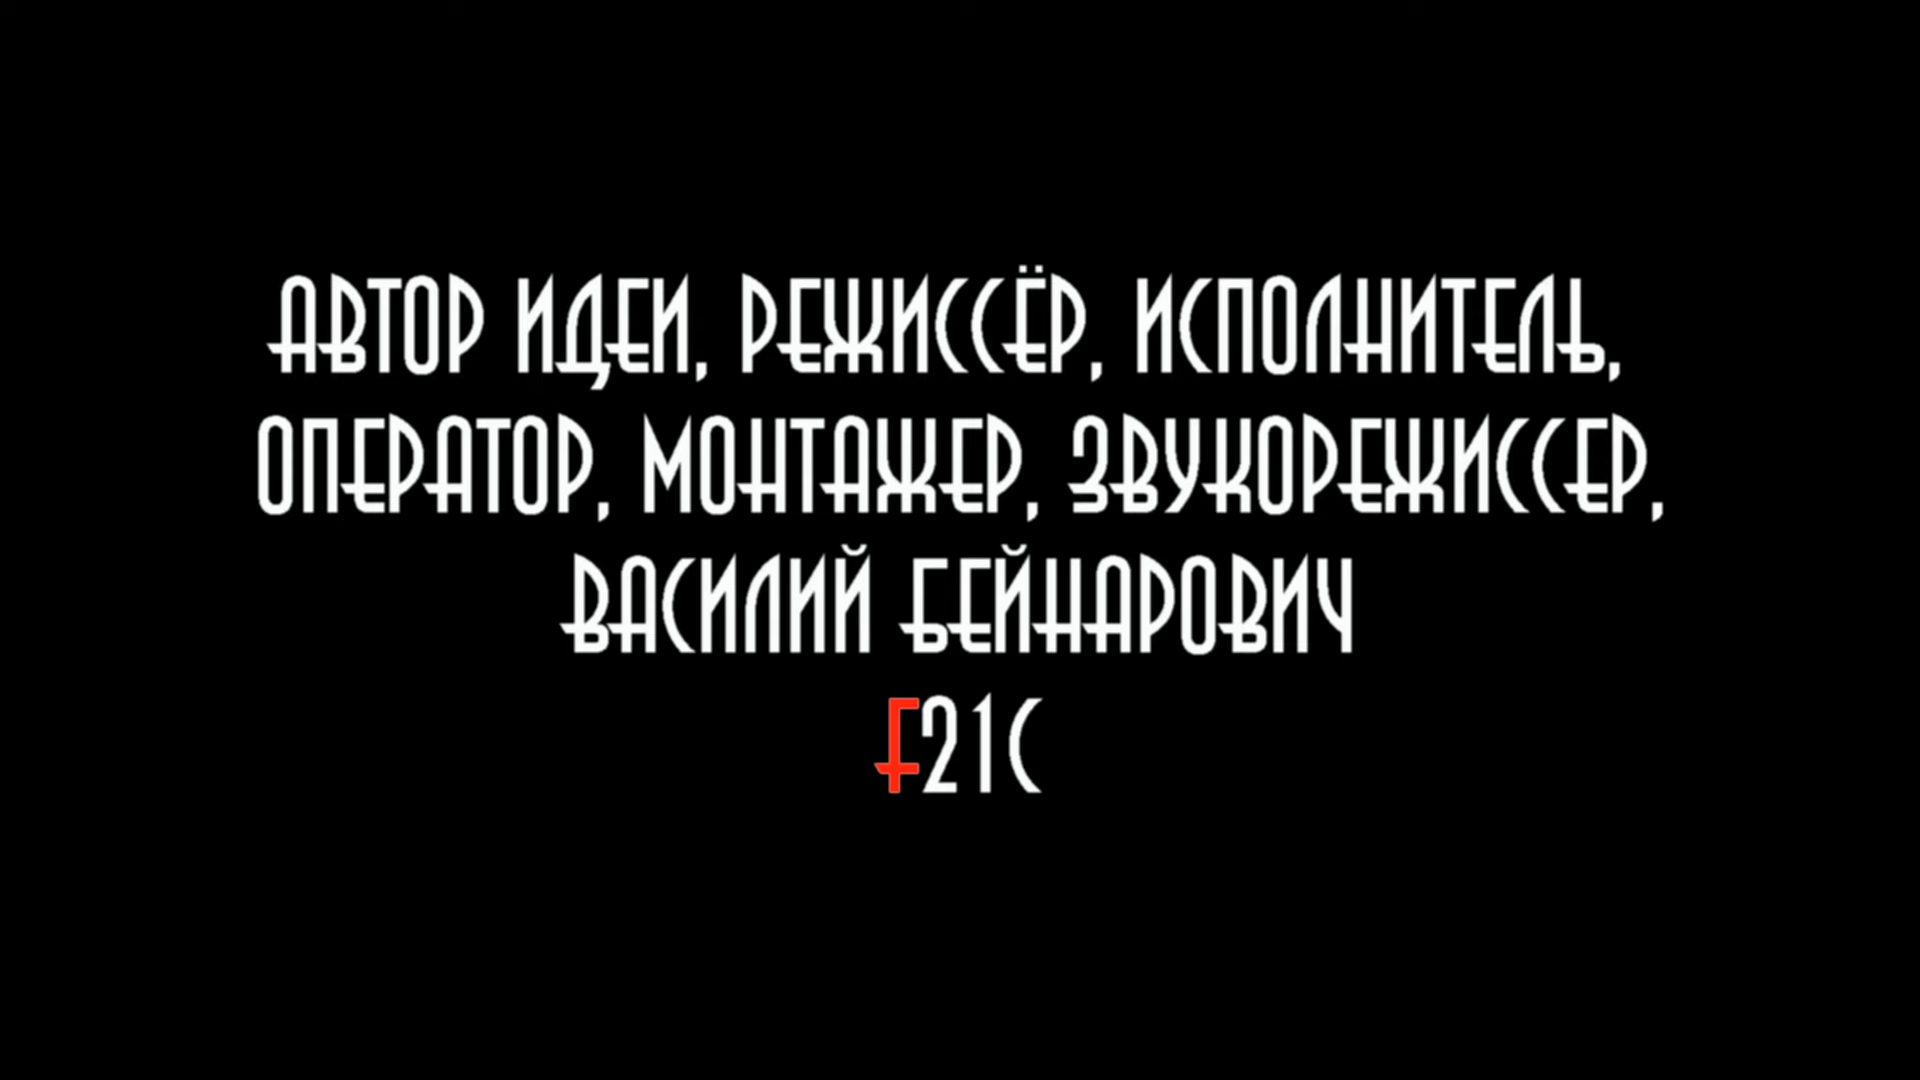 АВТОР ИДЕИ, РЕЖИССЁР, ИСПОЛНИТЕЛЬ,
ОПЕРАТОР, МОНТАЖЕР, ЗВУКОРЕЖИССЕР,
ВАСИЛИЙ БЕЙНАРОВИЧ
F21C